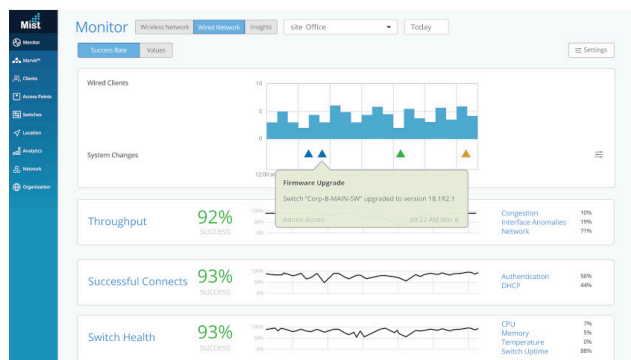 Mist
Monitor
Wireless Network
Wired Network
Insights
site Office
Today
Monitor
Marvis™
Clients
Access Points
Switches
Location
Analytics
Network
Organization
Success Rate
Values
Settings
Wired Clients
10
5
0
System Changes
12:00 a
Firmware Upgrade
Switch "Corp-B-MAIN-SW" upgraded to version 18.1R2.1
Admin Action
09:22 AM Nov 8
Throughput
92%
success
100%
50%
0%
Congestion 10%
Interface Anomalies 19%
Network 71%
Successful Connects
93%
success
100%
50%
0%
Authentication 56%
DHCP 44%
Switch Health
93%
success
100%
50%
0%
CPU 7%
Memory 5%
Temperature 0%
Switch Uptime 88%